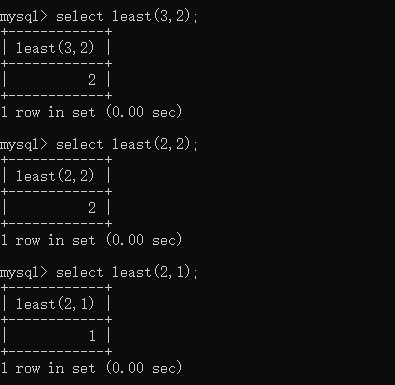 mysql> select least(3,2);
+------------+
| least(3,2) |
+------------+
|          2 |
+------------+
1 row in set (0.00 sec)
mysql> select least(2,2);
+------------+
| least(2,2) |
+------------+
|          2 |
+------------+
1 row in set (0.00 sec)
mysql> select least(2,1);
+------------+
| least(2,1) |
+------------+
|          1 |
+------------+
1 row in set (0.00 sec)